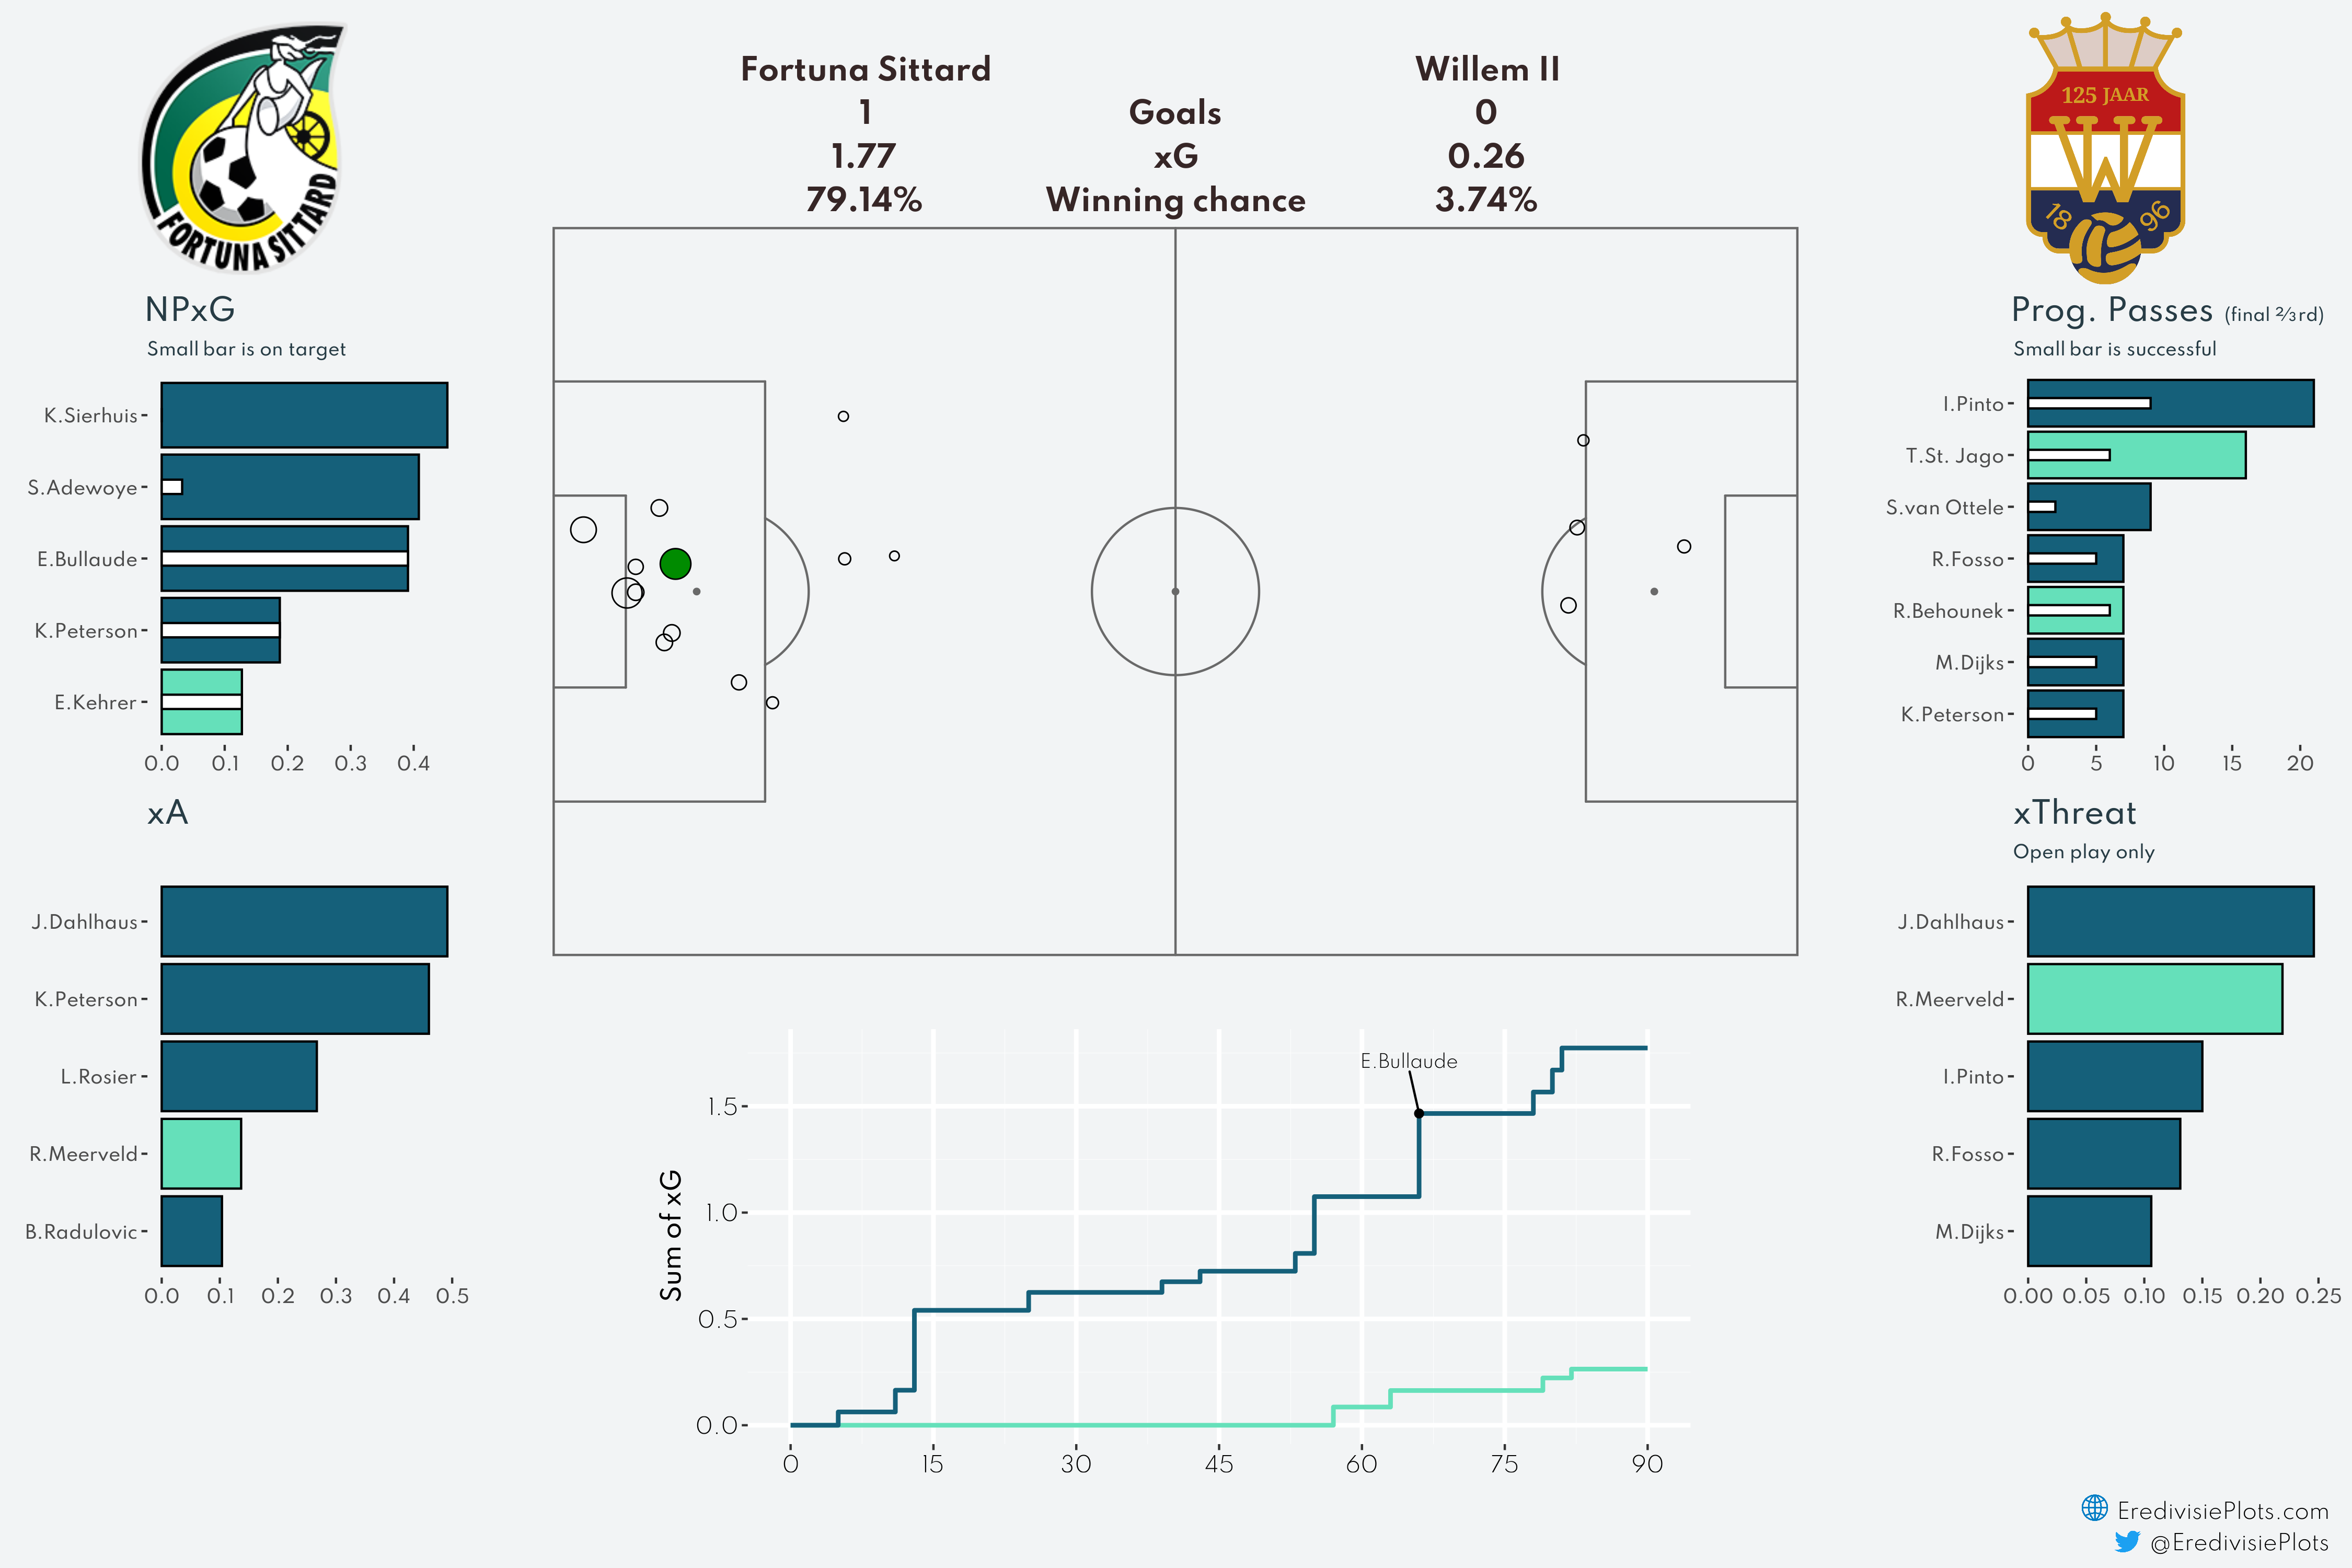 FORTUNA SITTARD
Fortuna Sittard
Willem II
1
Goals
0
1.77
xG
0.26
79.14%
Winning chance
3.74%
125 JAAR
W
18
96
NPxG
Small bar is on target
K.Sierhuis
S.Adewoye
E.Bullaude
K.Peterson
E.Kehrer
0.0 0.1 0.2 0.3 0.4
xA
J.Dahlhaus
K.Peterson
L.Rosier
R.Meerveld
B.Radulovic
0.0 0.1 0.2 0.3 0.4 0.5
Prog. Passes (final ⅔rd)
Small bar is successful
I.Pinto
T.St. Jago
S.van Ottele
R.Fosso
R.Behounek
M.Dijks
K.Peterson
0 5 10 15 20
xThreat
Open play only
J.Dahlhaus
R.Meerveld
I.Pinto
R.Fosso
M.Dijks
0.00 0.05 0.10 0.15 0.20 0.25
E.Bullaude
Sum of xG
1.5
1.0
0.5
0.0
0 15 30 45 60 75 90
EredivisiePlots.com
@EredivisiePlots